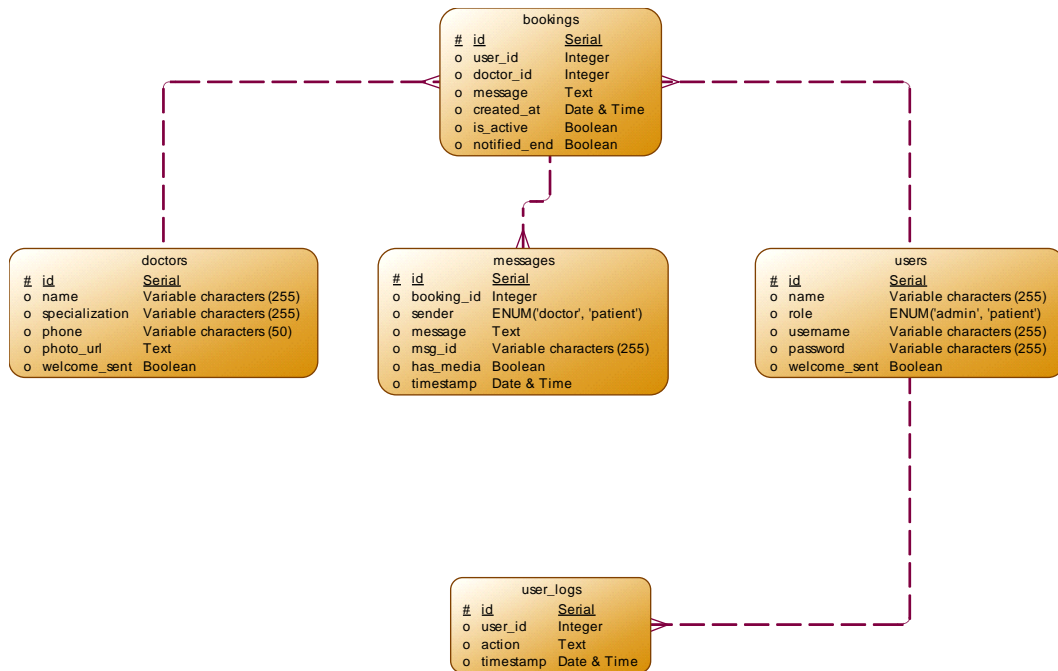 bookings
# id Serial
o user_id Integer
o doctor_id Integer
o message Text
o created_at Date & Time
o is_active Boolean
o notified_end Boolean
doctors
# id Serial
o name Variable characters (255)
o specialization Variable characters (255)
o phone Variable characters (50)
o photo_url Text
o welcome_sent Boolean
messages
# id Serial
o booking_id Integer
o sender ENUM('doctor', 'patient')
o message Text
o msg_id Variable characters (255)
o has_media Boolean
o timestamp Date & Time
users
# id Serial
o name Variable characters (255)
o role ENUM('admin', 'patient')
o username Variable characters (255)
o password Variable characters (255)
o welcome_sent Boolean
user_logs
# id Serial
o user_id Integer
o action Text
o timestamp Date & Time